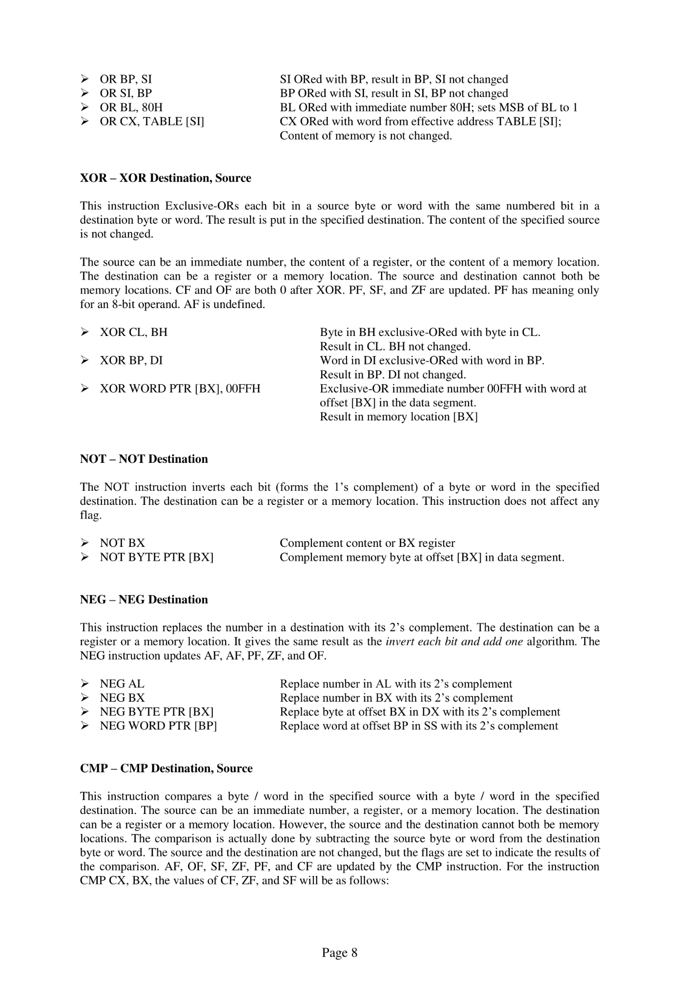 ➢ OR BP, SI SI ORed with BP, result in BP, SI not changed
➢ OR SI, BP BP ORed with SI, result in SI, BP not changed
➢ OR BL, 80H BL ORed with immediate number 80H; sets MSB of BL to 1
➢ OR CX, TABLE [SI] CX ORed with word from effective address TABLE [SI];
Content of memory is not changed.
XOR – XOR Destination, Source
This instruction Exclusive-ORs each bit in a source byte or word with the same numbered bit in a
destination byte or word. The result is put in the specified destination. The content of the specified source
is not changed.
The source can be an immediate number, the content of a register, or the content of a memory location.
The destination can be a register or a memory location. The source and destination cannot both be
memory locations. CF and OF are both 0 after XOR. PF, SF, and ZF are updated. PF has meaning only
for an 8-bit operand. AF is undefined.
➢ XOR CL, BH Byte in BH exclusive-ORed with byte in CL.
Result in CL. BH not changed.
➢ XOR BP, DI Word in DI exclusive-ORed with word in BP.
Result in BP. DI not changed.
➢ XOR WORD PTR [BX], 00FFH Exclusive-OR immediate number 00FFH with word at
offset [BX] in the data segment.
Result in memory location [BX]
NOT – NOT Destination
The NOT instruction inverts each bit (forms the 1’s complement) of a byte or word in the specified
destination. The destination can be a register or a memory location. This instruction does not affect any
flag.
➢ NOT BX Complement content or BX register
➢ NOT BYTE PTR [BX] Complement memory byte at offset [BX] in data segment.
NEG – NEG Destination
This instruction replaces the number in a destination with its 2’s complement. The destination can be a
register or a memory location. It gives the same result as the invert each bit and add one algorithm. The
NEG instruction updates AF, AF, PF, ZF, and OF.
➢ NEG AL Replace number in AL with its 2’s complement
➢ NEG BX Replace number in BX with its 2’s complement
➢ NEG BYTE PTR [BX] Replace byte at offset BX in DX with its 2’s complement
➢ NEG WORD PTR [BP] Replace word at offset BP in SS with its 2’s complement
CMP – CMP Destination, Source
This instruction compares a byte / word in the specified source with a byte / word in the specified
destination. The source can be an immediate number, a register, or a memory location. The destination
can be a register or a memory location. However, the source and the destination cannot both be memory
locations. The comparison is actually done by subtracting the source byte or word from the destination
byte or word. The source and the destination are not changed, but the flags are set to indicate the results of
the comparison. AF, OF, SF, ZF, PF, and CF are updated by the CMP instruction. For the instruction
CMP CX, BX, the values of CF, ZF, and SF will be as follows:
Page 8